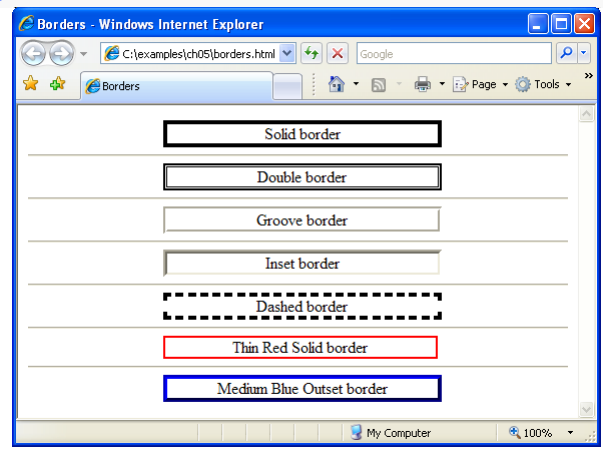 Borders - Windows Internet Explorer
C:\examples\ch05\borders.html
Google
Borders
Page
Tools
»
Solid border
Double border
Groove border
Inset border
Dashed border
Thin Red Solid border
Medium Blue Outset border
My Computer
100%